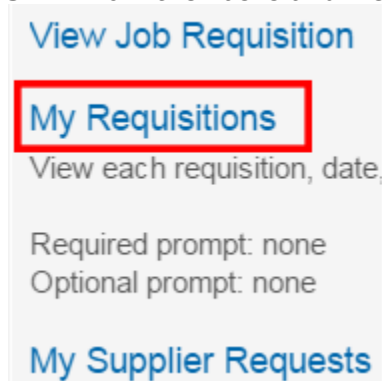 View Job Requisition
My Requisitions
View each requisition, date,
Required prompt: none
Optional prompt: none
My Supplier Requests